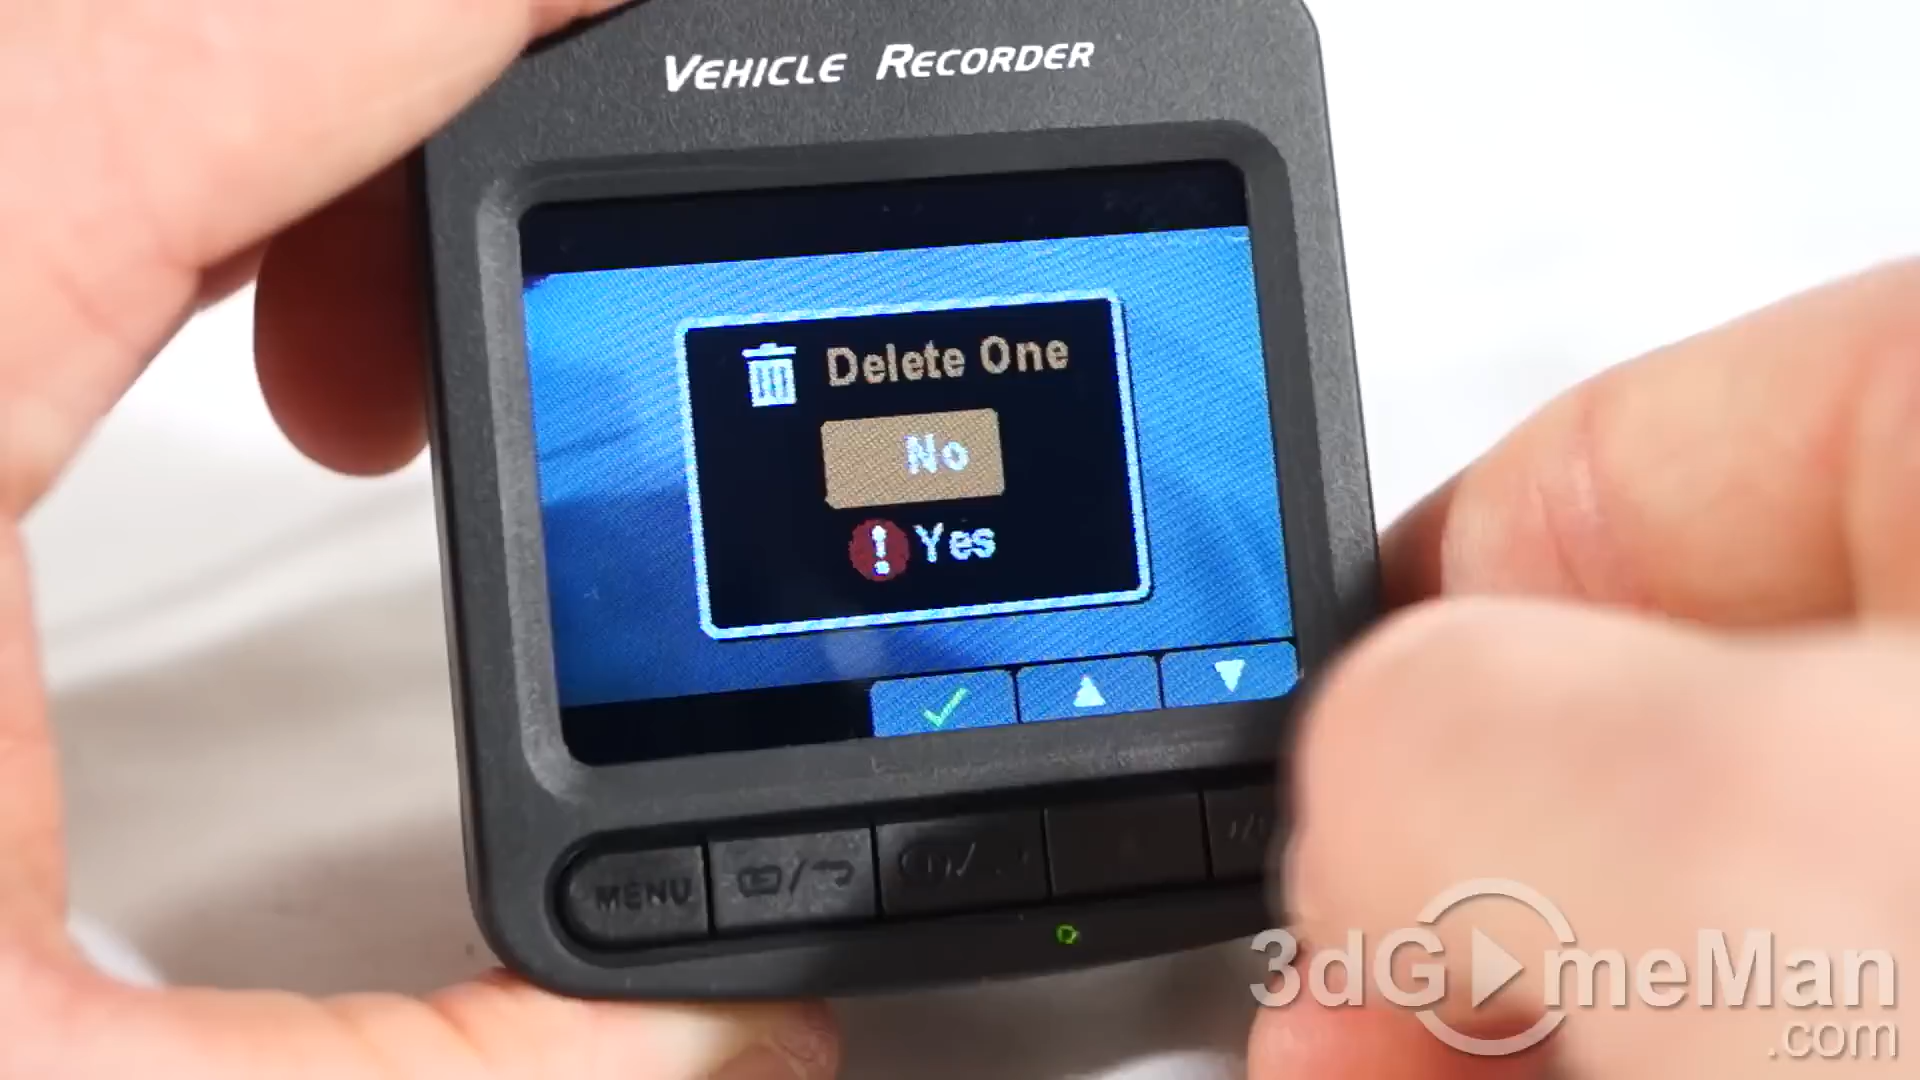 VEHICLE RECORDER
Delete One
No
! Yes
MENU
3dGameMan
.com